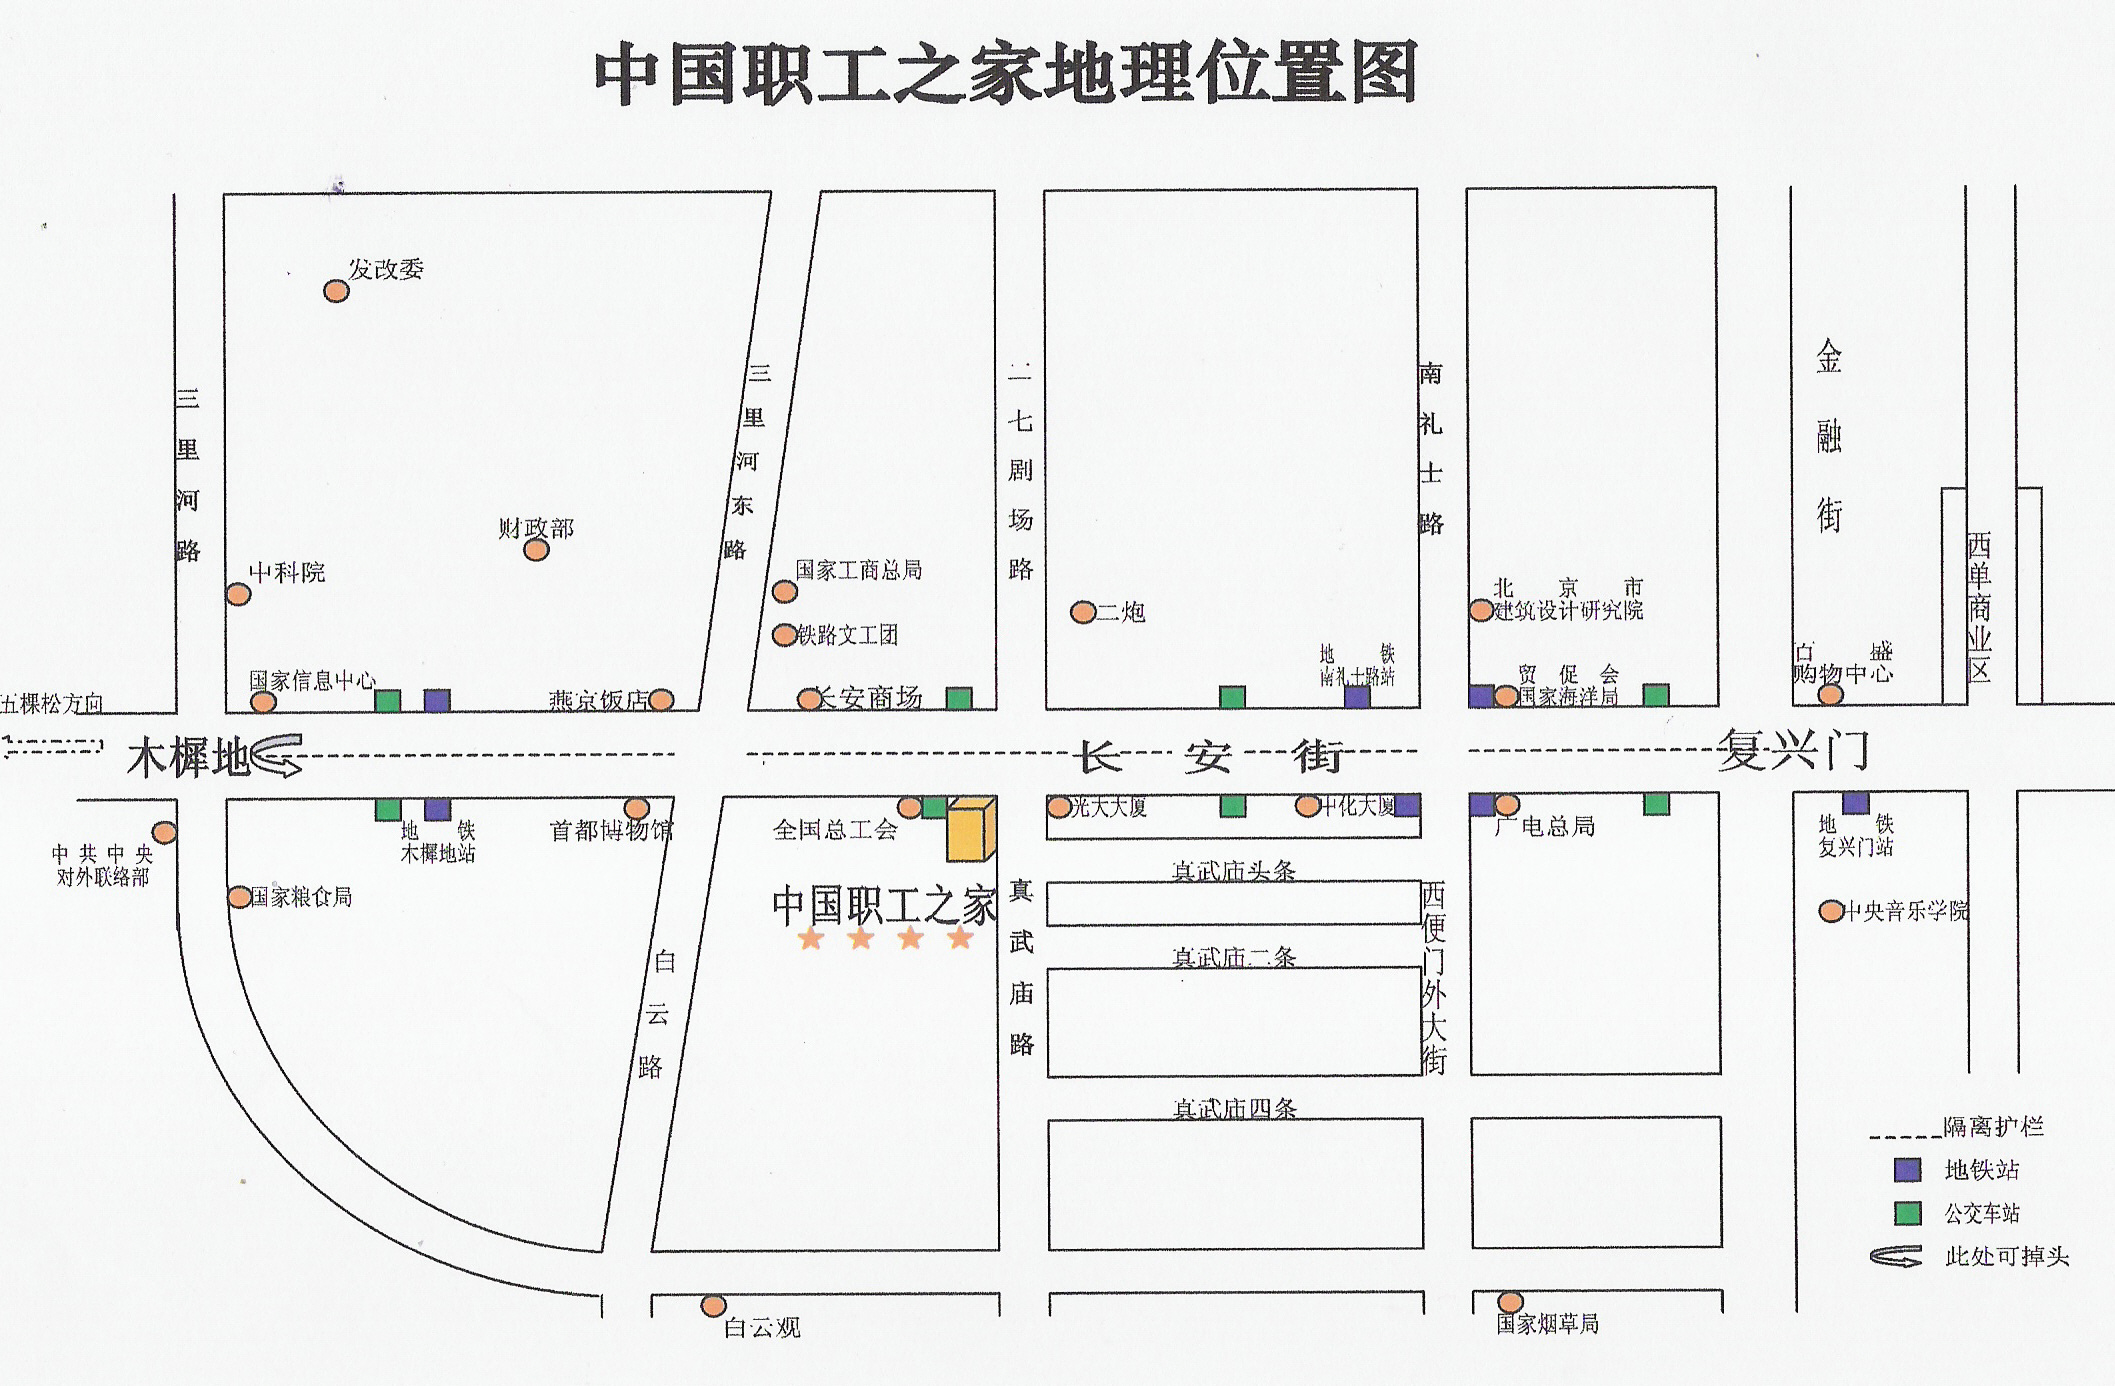 中国职工之家地理位置图
发改委
三里河路
三里河东路
二七剧场路
南礼士路
金融街
西单商业区
财政部
中科院
国家工商总局
铁路文工团
二炮
北京市
建筑设计研究院
国家信息中心
燕京饭店
长安商场
地铁
南礼士路站
贸促会
国家海洋局
百盛
购物中心
五棵松方向
木樨地
长安街
复兴门
中共中央
对外联络部
地铁
木樨地站
首都博物馆
全国总工会
光大大厦
中化大厦
广电总局
地铁
复兴门站
国家粮食局
中国职工之家
真武庙路
真武庙头条
西便门外大街
中央音乐学院
白云路
真武庙二条
真武庙四条
隔离护栏
地铁站
公交车站
此处可掉头
白云观
国家烟草局